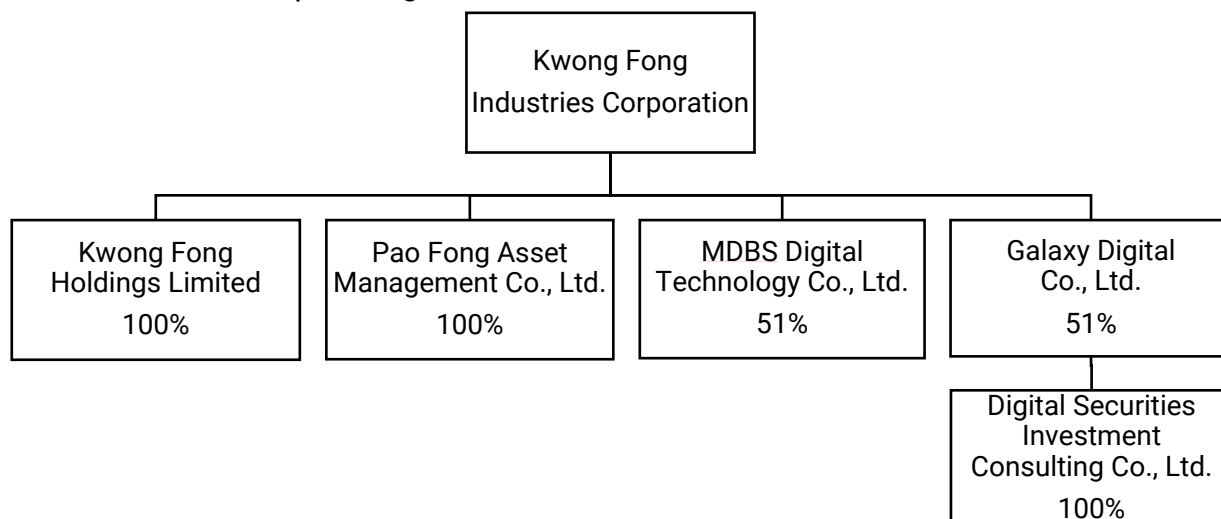 Kwong Fong
Industries Corporation
Kwong Fong
Holdings Limited
100%
Pao Fong Asset
Management Co., Ltd.
100%
MDBS Digital
Technology Co., Ltd.
51%
Galaxy Digital
Co., Ltd.
51%
Digital Securities
Investment
Consulting Co., Ltd.
100%